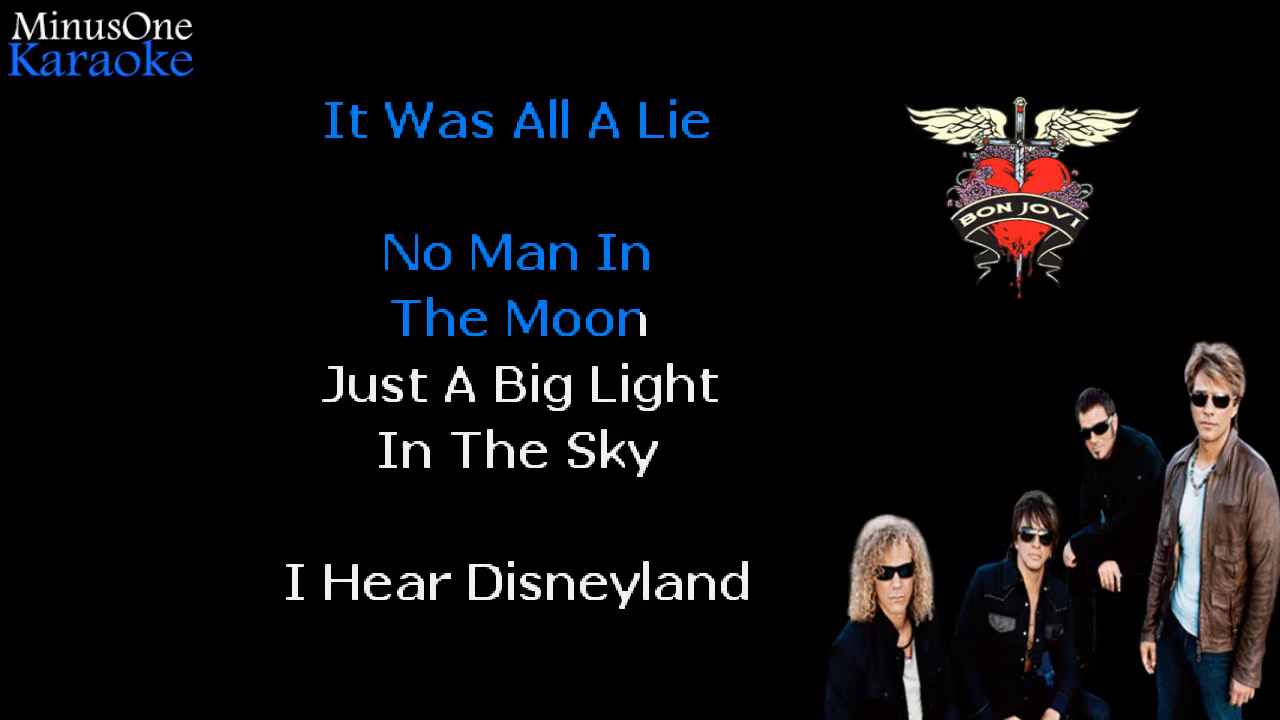 MinusOne
Karaoke
It Was All A Lie
BON JOVI
No Man In
The Moon
Just A Big Light
In The Sky
I Hear Disneyland